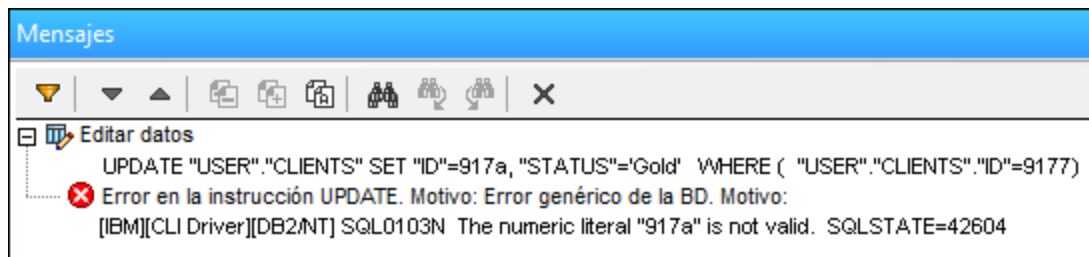 Mensajes
Editar datos
UPDATE "USER"."CLIENTS" SET "ID"=917a, "STATUS"='Gold'   WHERE (  "USER"."CLIENTS"."ID"=9177)
Error en la instrucción UPDATE. Motivo: Error genérico de la BD. Motivo:
[IBM][CLI Driver][DB2/NT] SQL0103N  The numeric literal "917a" is not valid.  SQLSTATE=42604